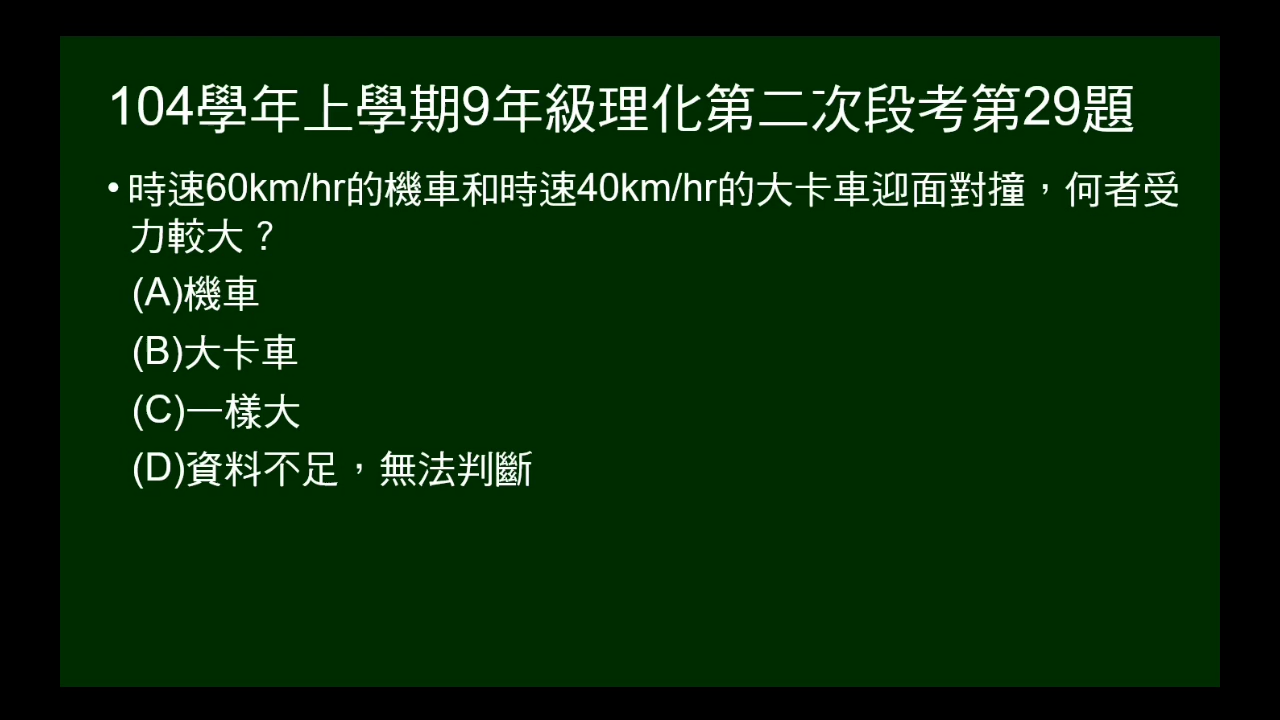 104學年上學期9年級理化第二次段考第29題
• 時速60km/hr的機車和時速40km/hr的大卡車迎面對撞，何者受
力較大？
(A)機車
(B)大卡車
(C)一樣大
(D)資料不足，無法判斷